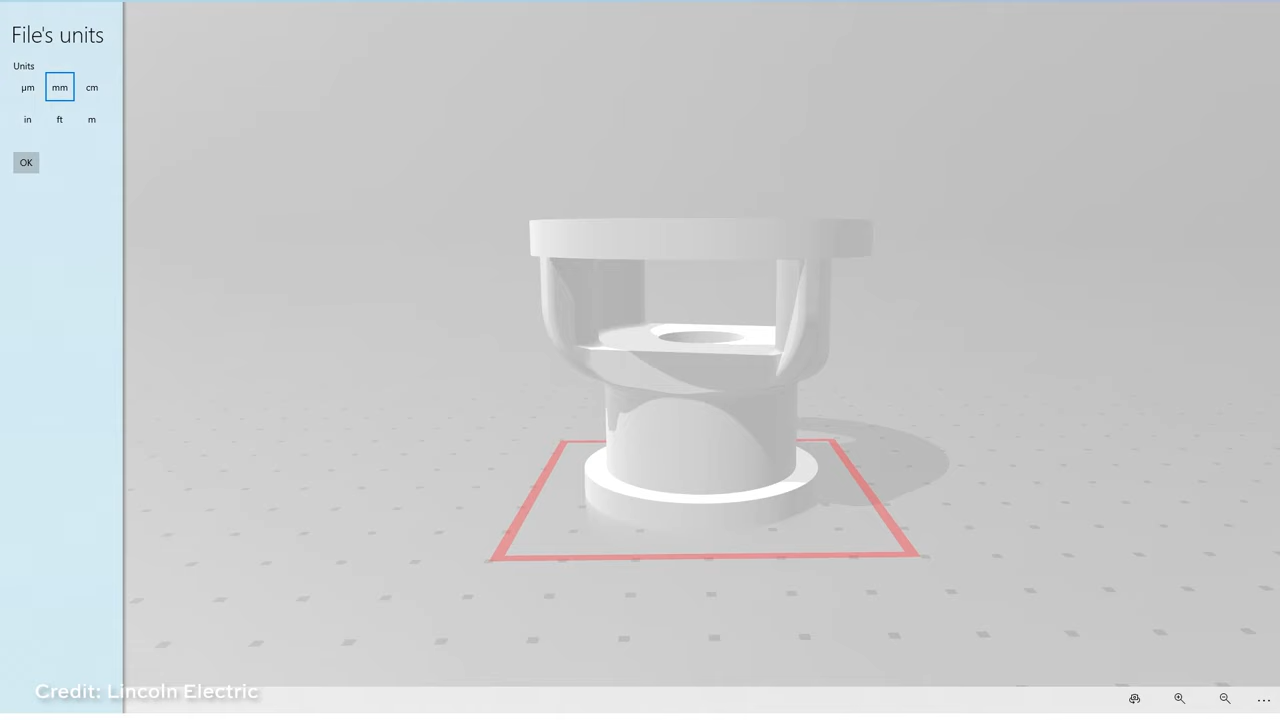 File's units
Units
µm mm cm
in ft m
OK
Credit: Lincoln Electric
...